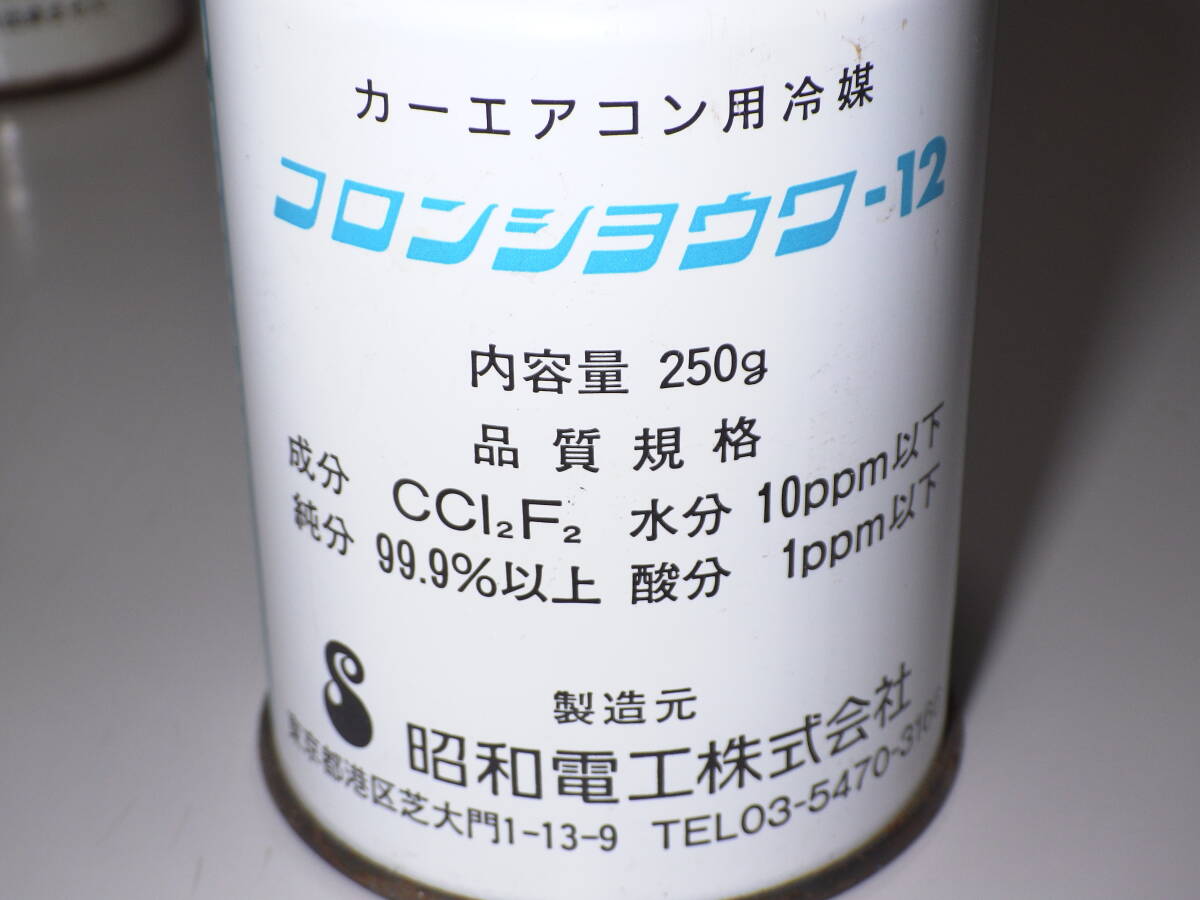 カーエアコン用冷媒
コロンショウワ-12
内容量 250g
品質規格
成分 CCl₂F₂ 水分 10ppm以下
純分 99.9%以上 酸分 1ppm以下
製造元
昭和電工株式会社
東京都港区芝大門1-13-9 TEL03-5470-316